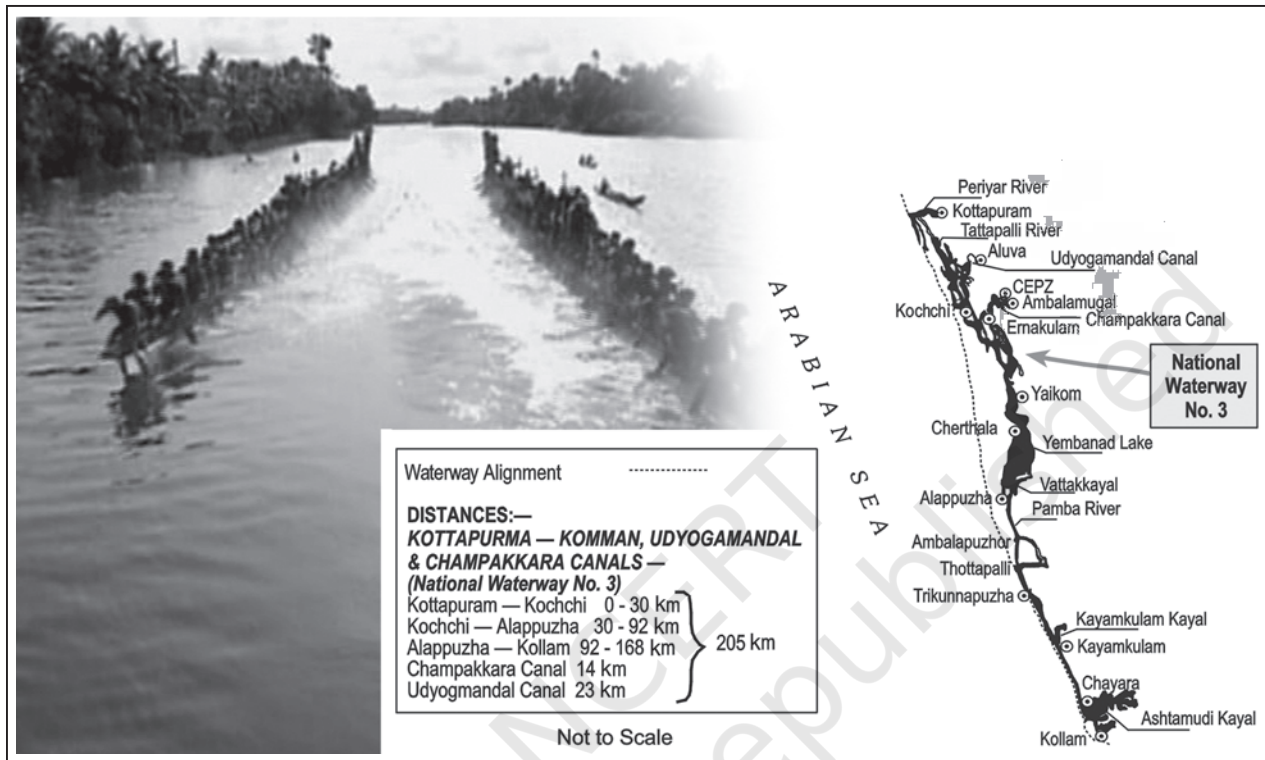 Periyar River
Kottapuram
Tattapalli River
Aluva
Udyogamandal Canal
CEPZ
Ambalamugal
Kochchi
Champakkara Canal
Ernakulam
ARABIAN SEA
National
Waterway
No. 3
Yaikom
Cherthala
Yembanad Lake
Vattakkayal
Alappuzha
Pamba River
Ambalapuzhor
Thottapalli
Trikunnapuzha
Kayamkulam Kayal
Kayamkulam
Chayara
Ashtamudi Kayal
Kollam
Waterway Alignment
DISTANCES:—
KOTTAPURMA — KOMMAN, UDYOGAMANDAL
& CHAMPAKKARA CANALS —
(National Waterway No. 3)
Kottapuram — Kochchi 0 - 30 km
Kochchi — Alappuzha 30 - 92 km
Alappuzha — Kollam 92 - 168 km
Champakkara Canal 14 km
Udyogmandal Canal 23 km
205 km
Not to Scale
NCERT
republished